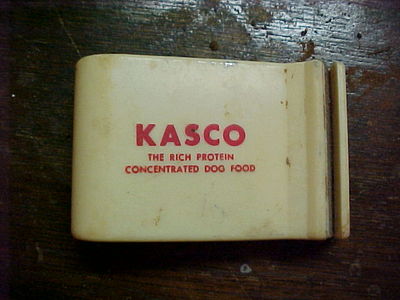 KASCO
THE RICH PROTEIN
CONCENTRATED DOG FOOD